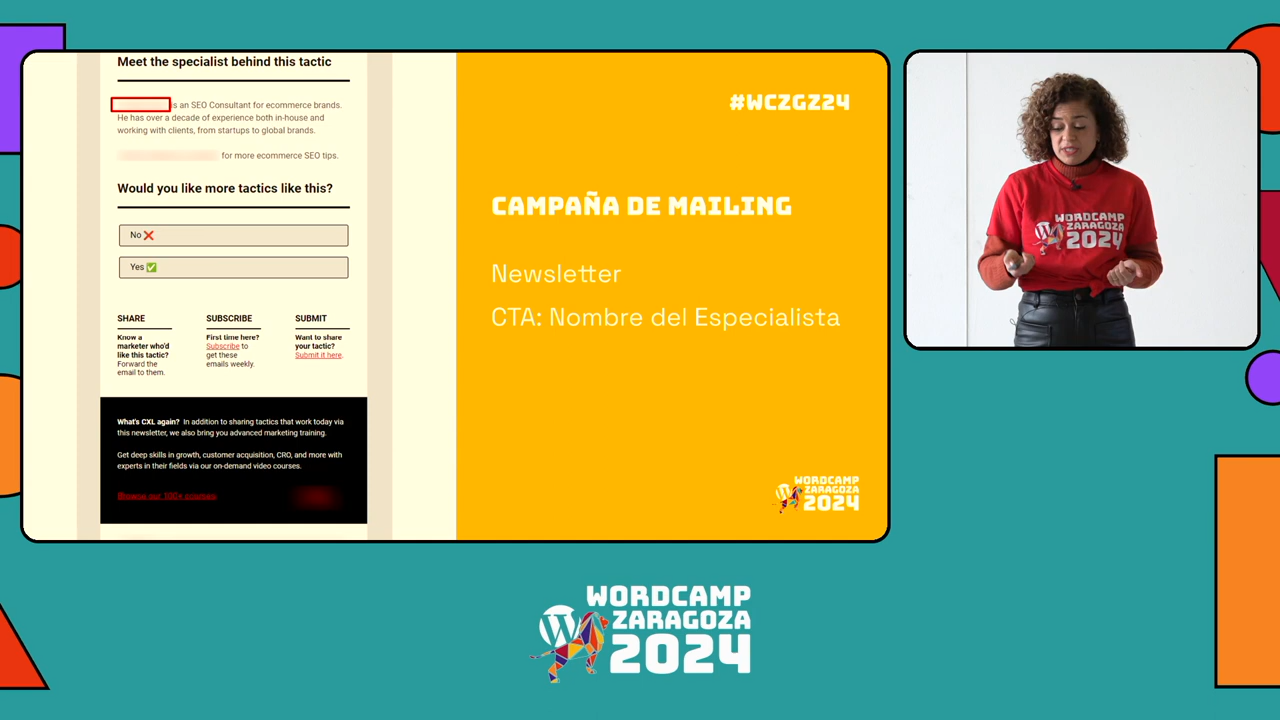 Meet the specialist behind this tactic
is an SEO Consultant for ecommerce brands.
He has over a decade of experience both in-house and
working with clients, from startups to global brands.
for more ecommerce SEO tips.
Would you like more tactics like this?
No ❌
Yes ✅
SHARE
Know a
marketer who'd
like this tactic?
Forward the
email to them.
SUBSCRIBE
First time here?
Subscribe to
get these
emails weekly.
SUBMIT
Want to share
your tactic?
Submit it here.
What's CXL again? In addition to sharing tactics that work today via
this newsletter, we also bring you advanced marketing training.
Get deep skills in growth, customer acquisition, CRO, and more with
experts in their fields via our on-demand video courses.
Browse our 100+ courses
#WCZGZ24
CAMPAÑA DE MAILING
Newsletter
CTA: Nombre del Especialista
WORDCAMP
ZARAGOZA
2024
WORDCAMP
ZARAGOZA
2024
WORDCAMP
ZARAGOZA
2024